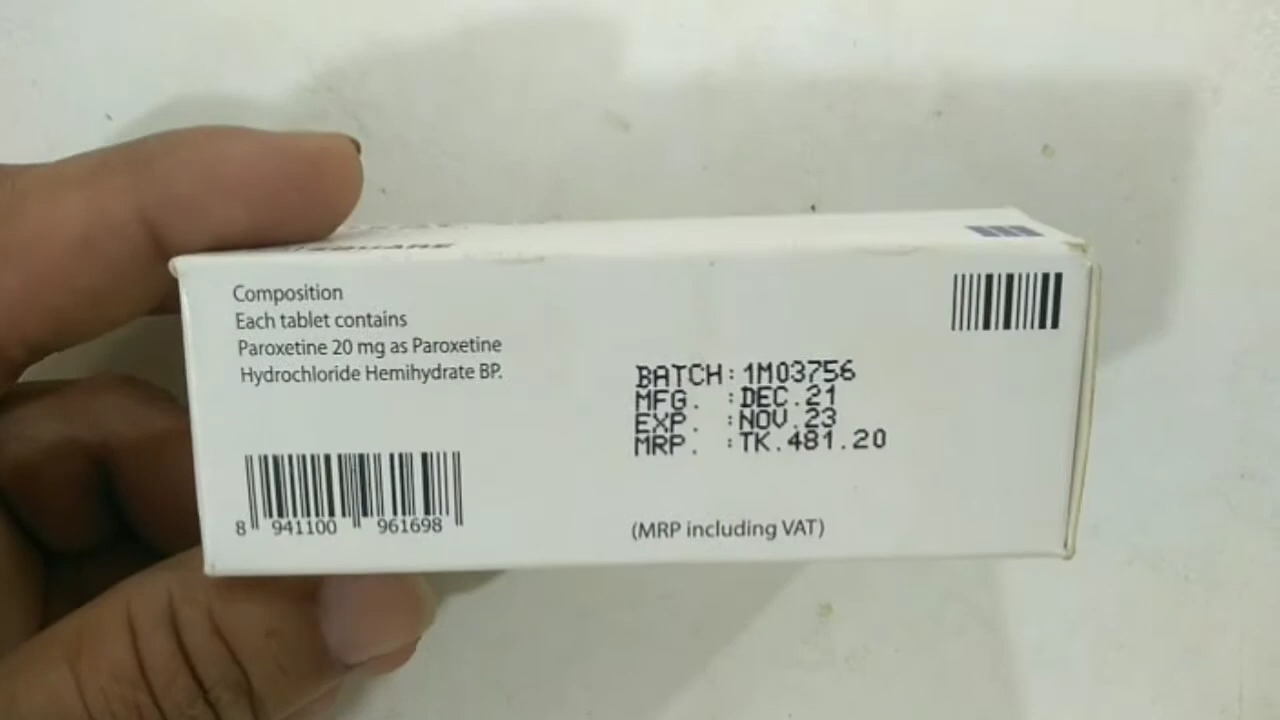 SQUARE
Composition
Each tablet contains
Paroxetine 20 mg as Paroxetine
Hydrochloride Hemihydrate BP.
BATCH: 1M03756
MFG. : DEC.21
EXP. : NOV.23
MRP. : TK.481.20
8 941100 961698
(MRP including VAT)